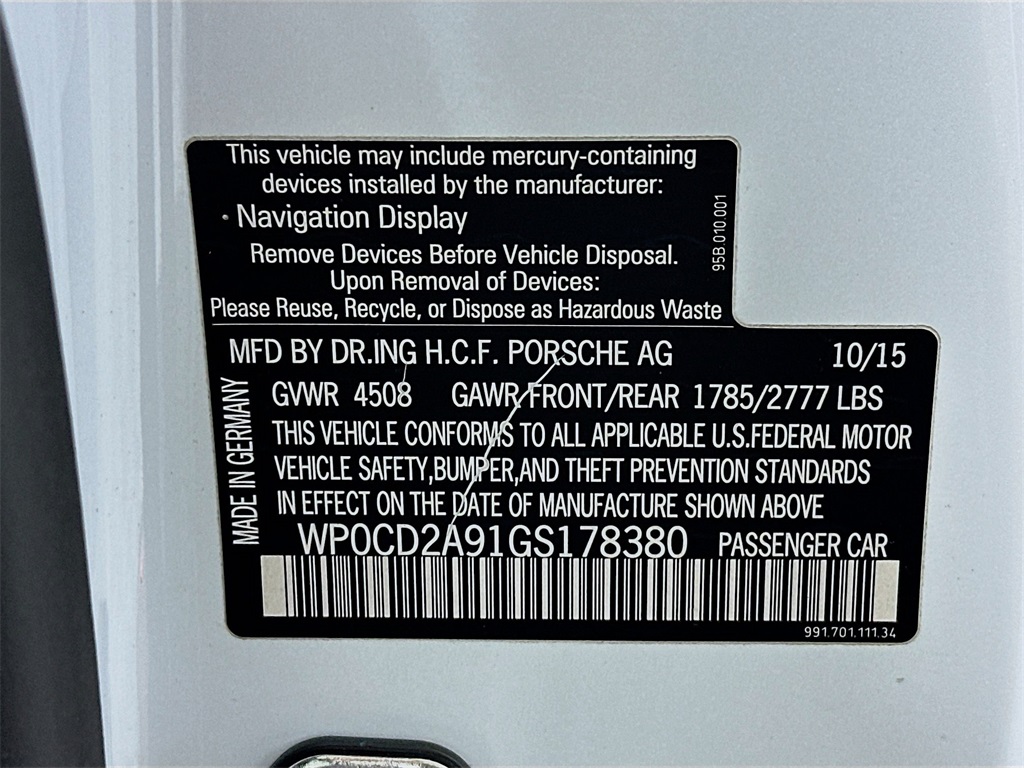 This vehicle may include mercury-containing
devices installed by the manufacturer:
· Navigation Display
Remove Devices Before Vehicle Disposal.
Upon Removal of Devices:
Please Reuse, Recycle, or Dispose as Hazardous Waste
95B.010.001
MFD BY DR.ING H.C.F. PORSCHE AG 10/15
GVWR 4508 GAWR FRONT/REAR 1785/2777 LBS
THIS VEHICLE CONFORMS TO ALL APPLICABLE U.S.FEDERAL MOTOR
VEHICLE SAFETY,BUMPER,AND THEFT PREVENTION STANDARDS
IN EFFECT ON THE DATE OF MANUFACTURE SHOWN ABOVE
MADE IN GERMANY
WP0CD2A91GS178380 PASSENGER CAR
991.701.111.34